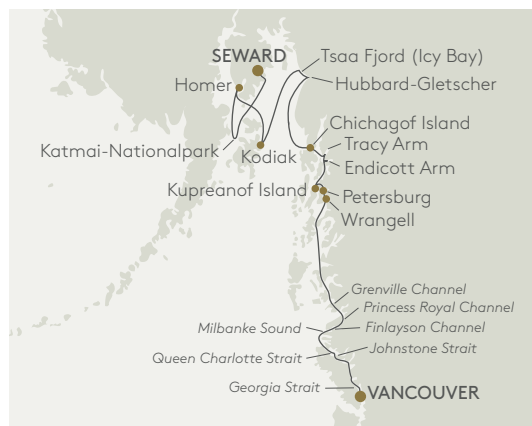 SEWARD
Tsaa Fjord (Icy Bay)
Homer
Hubbard-Gletscher
Chichagof Island
Tracy Arm
Katmai-Nationalpark
Kodiak
Endicott Arm
Kupreanof Island
Petersburg
Wrangell
Grenville Channel
Princess Royal Channel
Milbanke Sound
Finlayson Channel
Queen Charlotte Strait
Johnstone Strait
Georgia Strait
VANCOUVER